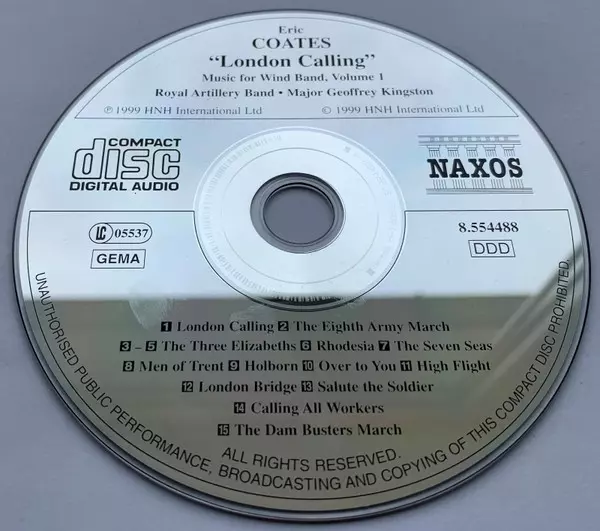 Eric
COATES
"London Calling"
Music for Wind Band, Volume 1
Royal Artillery Band • Major Geoffrey Kingston
℗ 1999 HNH International Ltd © 1999 HNH International Ltd
COMPACT
disc
DIGITAL AUDIO
NAXOS
LC 05537
GEMA
8.554488
DDD
1 London Calling 2 The Eighth Army March
3 – 5 The Three Elizabeths 6 Rhodesia 7 The Seven Seas
8 Men of Trent 9 Holborn 10 Over to You 11 High Flight
12 London Bridge 13 Salute the Soldier
14 Calling All Workers
15 The Dam Busters March
ALL RIGHTS RESERVED.
UNAUTHORISED PUBLIC PERFORMANCE, BROADCASTING AND COPYING OF THIS COMPACT DISC PROHIBITED.